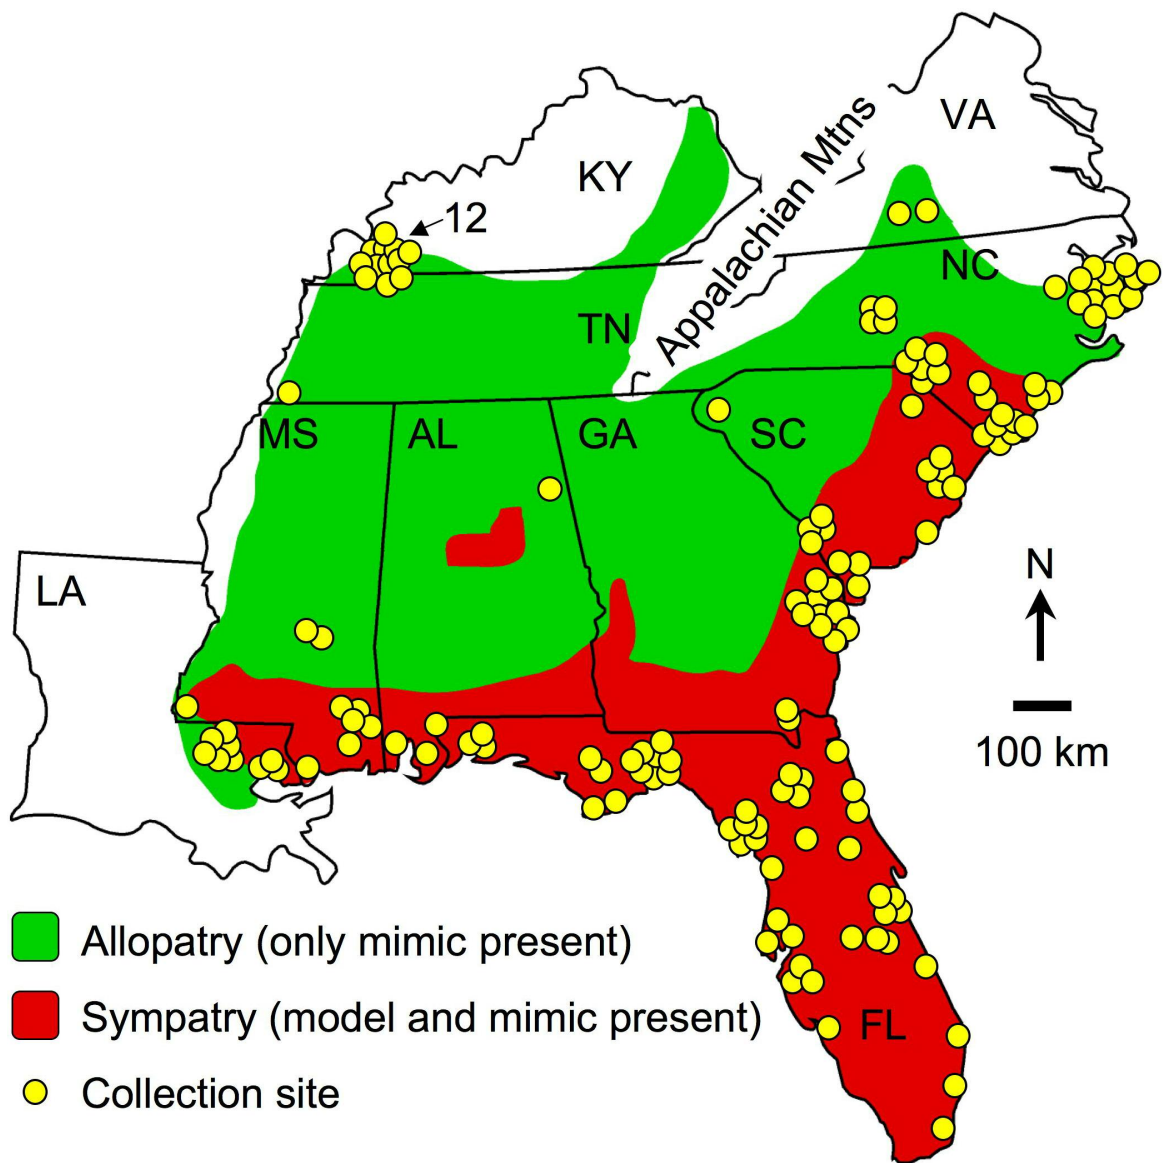 VA
Appalachian Mtns
KY
12
NC
TN
MS
AL
GA
SC
LA
N
100 km
Allopatry (only mimic present)
Sympatry (model and mimic present)
FL
Collection site